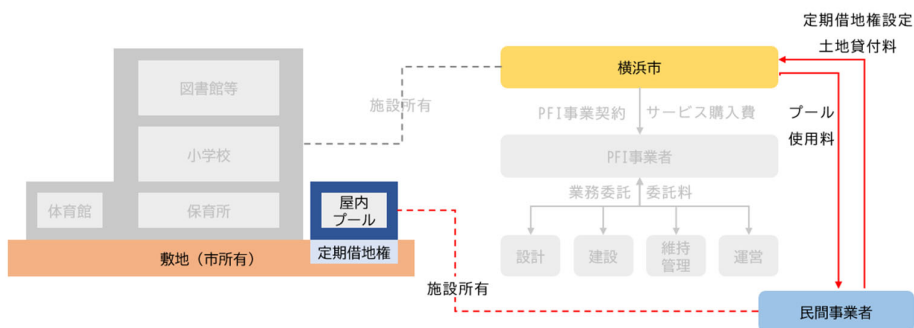 定期借地権設定
土地貸付料
横浜市
図書館等
施設所有
PFI事業契約
サービス購入費
プール
使用料
小学校
PFI事業者
業務委託
委託料
体育館
保育所
屋内
プール
設計
建設
維持
管理
運営
敷地（市所有）
定期借地権
施設所有
民間事業者